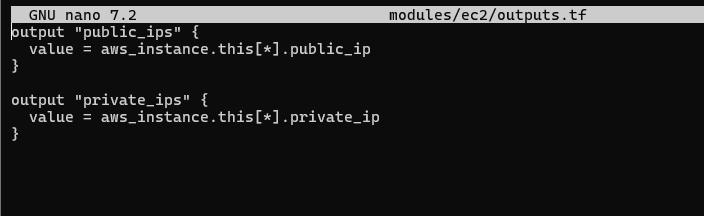 GNU nano 7.2 modules/ec2/outputs.tf
output "public_ips" {
  value = aws_instance.this[*].public_ip
}

output "private_ips" {
  value = aws_instance.this[*].private_ip
}